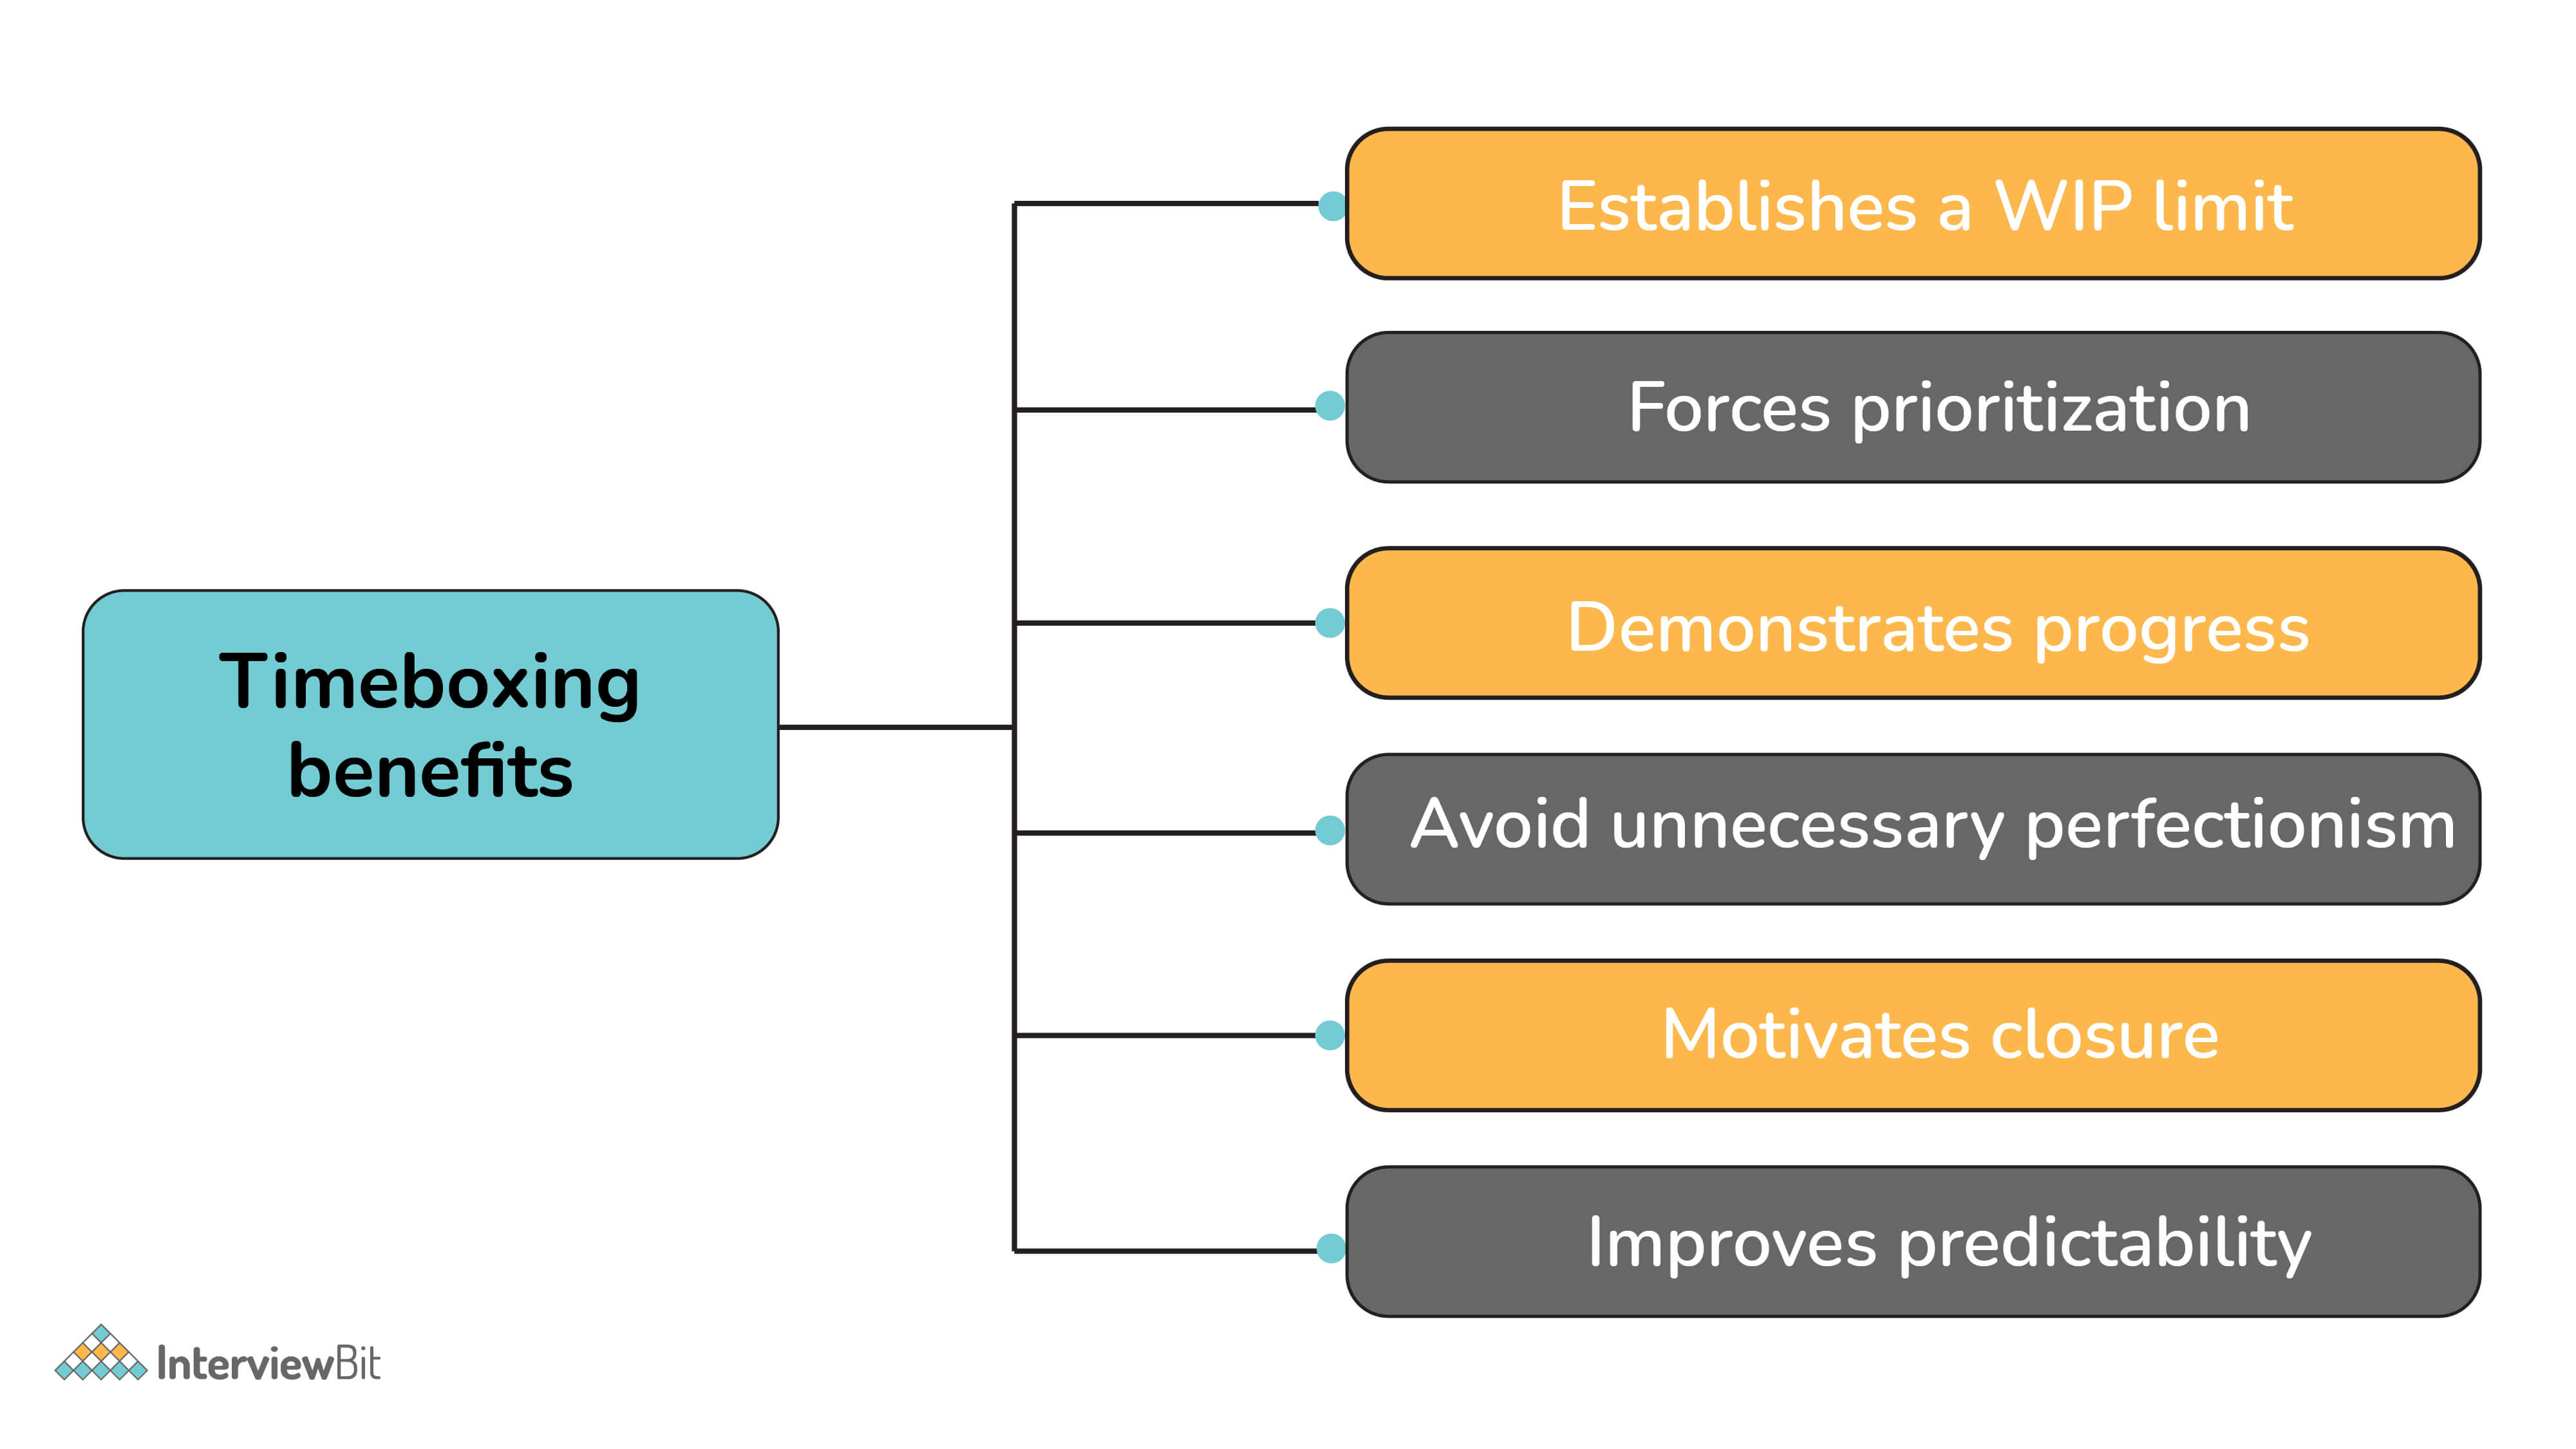 Timeboxing
benefits
Establishes a WIP limit
Forces prioritization
Demonstrates progress
Avoid unnecessary perfectionism
Motivates closure
Improves predictability
InterviewBit